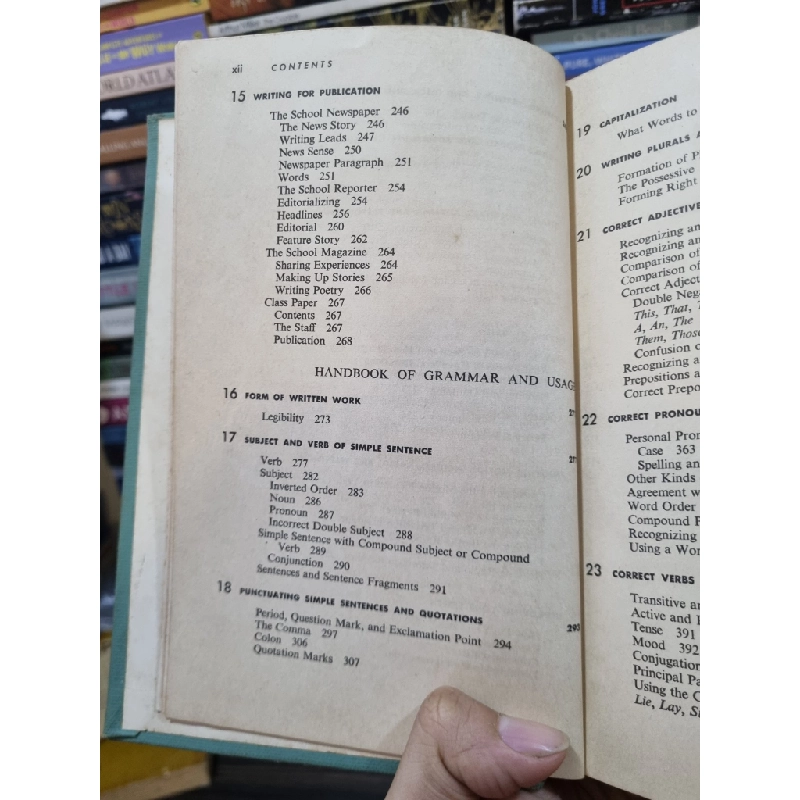 xii CONTENTS
15 WRITING FOR PUBLICATION
The School Newspaper 246
The News Story 246
Writing Leads 247
News Sense 250
Newspaper Paragraph 251
Words 251
The School Reporter 254
Editorializing 254
Headlines 256
Editorial 260
Feature Story 262
The School Magazine 264
Sharing Experiences 264
Making Up Stories 265
Writing Poetry 266
Class Paper 267
Contents 267
The Staff 267
Publication 268
HANDBOOK OF GRAMMAR AND USAG
16 FORM OF WRITTEN WORK
Legibility 273
17 SUBJECT AND VERB OF SIMPLE SENTENCE
Verb 277
Subject 282
Inverted Order 283
Noun 286
Pronoun 287
Incorrect Double Subject 288
Simple Sentence with Compound Subject or Compound
Verb 289
Conjunction 290
Sentences and Sentence Fragments 291
18 PUNCTUATING SIMPLE SENTENCES AND QUOTATIONS 293
Period, Question Mark, and Exclamation Point 294
The Comma 297
Colon 306
Quotation Marks 307
19 CAPITALIZATION
What Words to
20 WRITING PLURALS
Formation of P
The Possessive
Forming Right
21 CORRECT ADJECTIVE
Recognizing an
Recognizing an
Comparison of
Comparison of
Correct Adject
Double Neg
This, That,
A, An, The
Them, Those
Confusion o
Recognizing a
Prepositions a
Correct Prepo
22 CORRECT PRONOU
Personal Pron
Case 363
Spelling an
Other Kinds
Agreement w
Word Order
Compound P
Recognizing
Using a Wor
23 CORRECT VERBS
Transitive an
Active and I
Tense 391
Mood 392
Conjugation
Principal Pa
Using the C
Lie, Lay, S